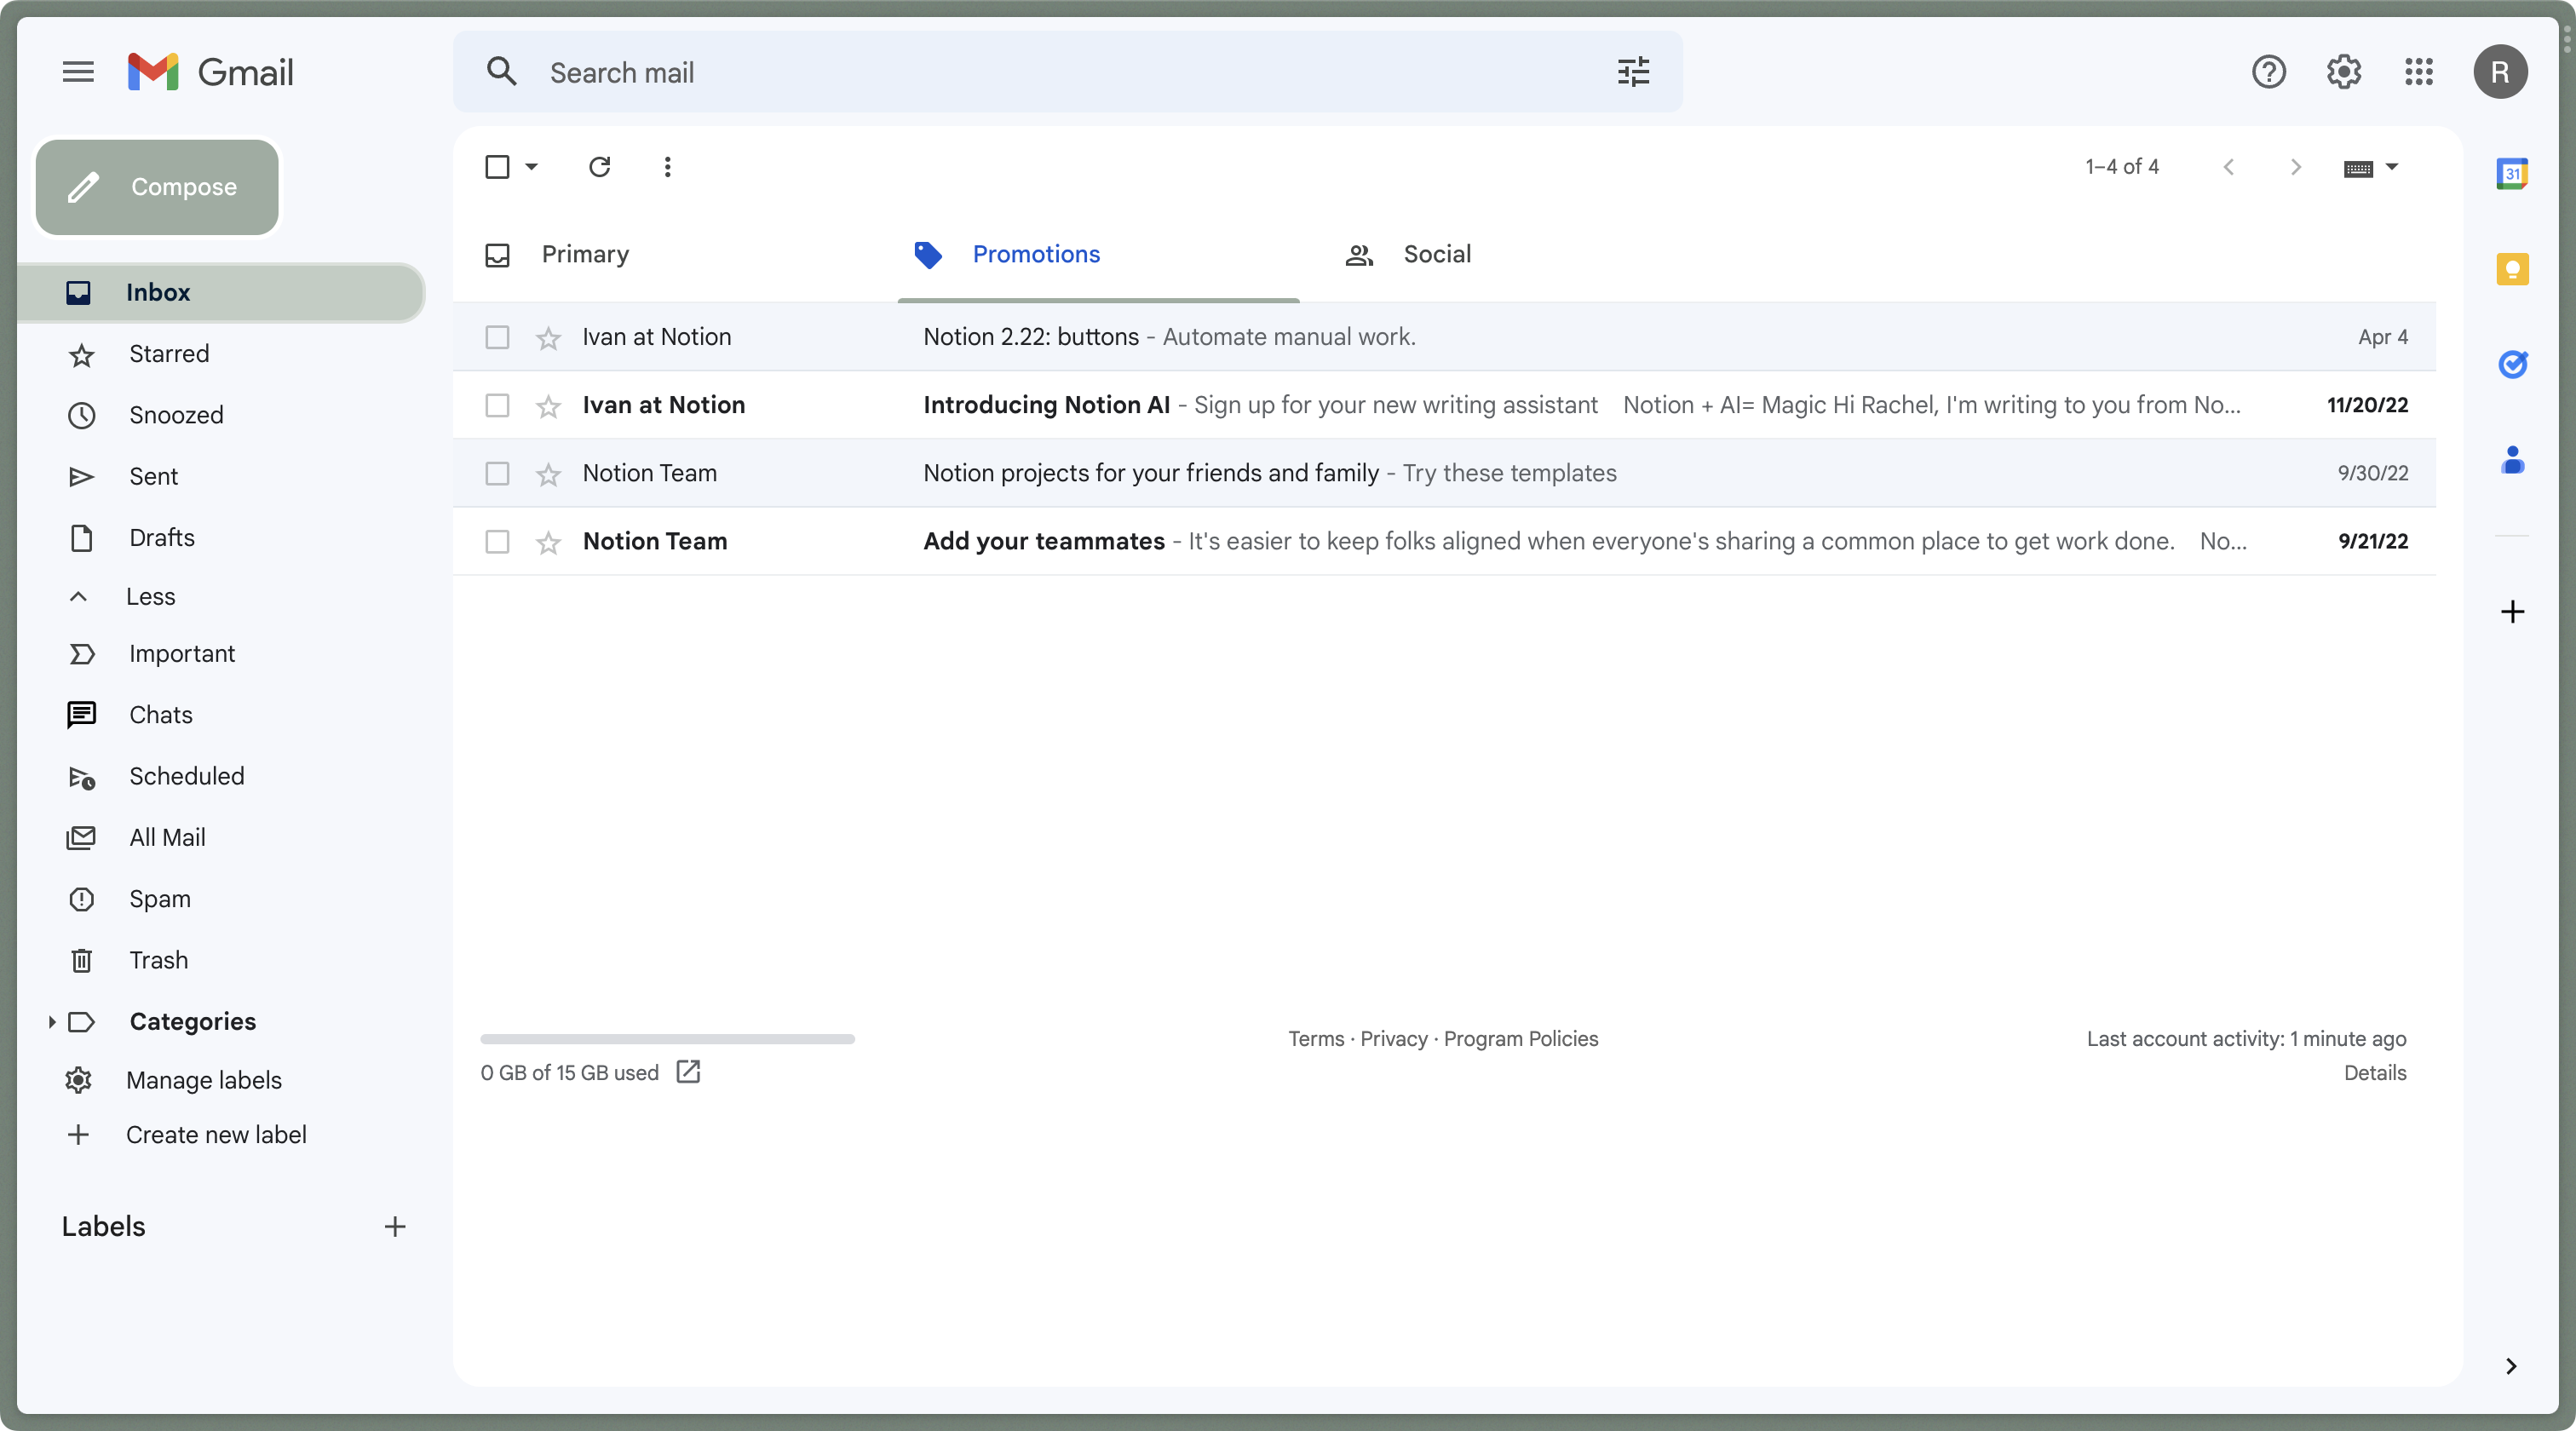 Gmail
Search mail
R
Compose
Inbox
Starred
Snoozed
Sent
Drafts
Less
Important
Chats
Scheduled
All Mail
Spam
Trash
Categories
Manage labels
Create new label
Labels
1–4 of 4
Primary
Promotions
Social
Ivan at Notion Notion 2.22: buttons - Automate manual work. Apr 4
Ivan at Notion Introducing Notion AI - Sign up for your new writing assistant Notion + AI= Magic Hi Rachel, I'm writing to you from No... 11/20/22
Notion Team Notion projects for your friends and family - Try these templates 9/30/22
Notion Team Add your teammates - It's easier to keep folks aligned when everyone's sharing a common place to get work done. No... 9/21/22
0 GB of 15 GB used
Terms · Privacy · Program Policies
Last account activity: 1 minute ago
Details
31